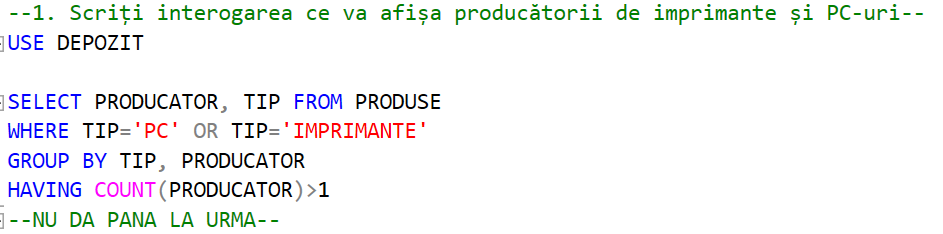 --1. Scriți interogarea ce va afișa producătorii de imprimante și PC-uri--
USE DEPOZIT
SELECT PRODUCATOR, TIP FROM PRODUSE
WHERE TIP='PC' OR TIP='IMPRIMANTE'
GROUP BY TIP, PRODUCATOR
HAVING COUNT(PRODUCATOR)>1
--NU DA PANA LA URMA--